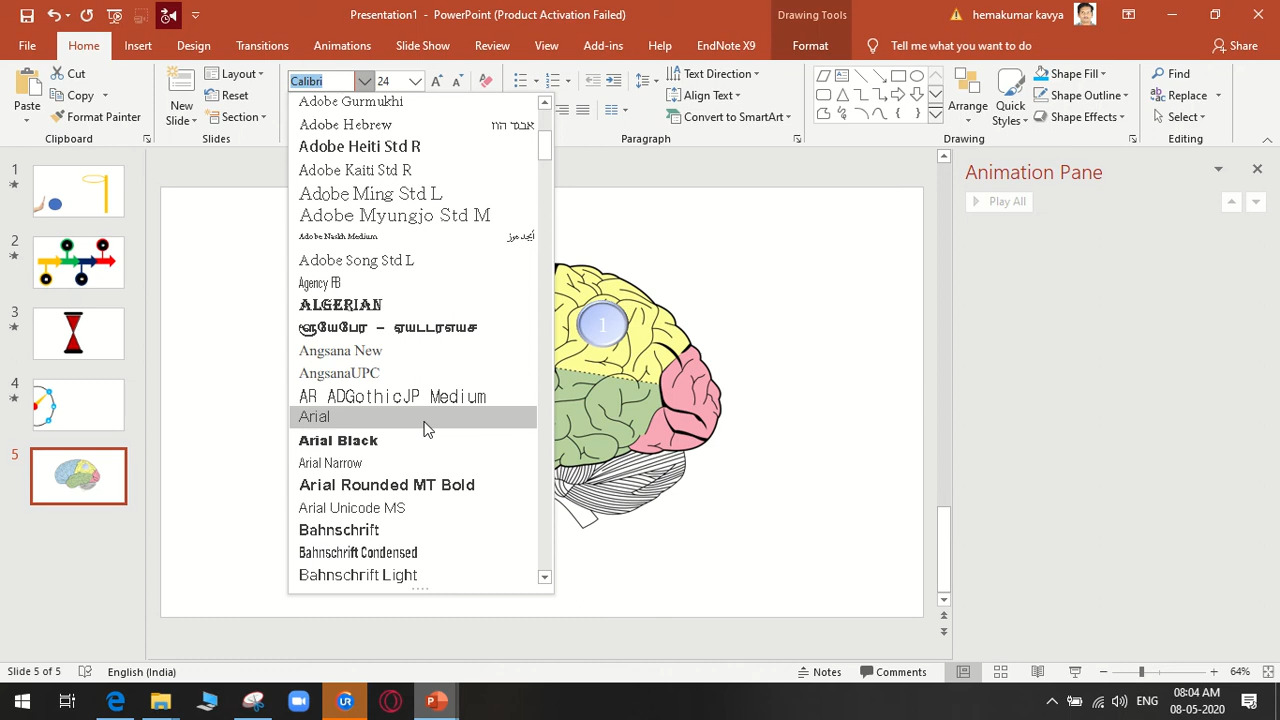 Presentation1 - PowerPoint (Product Activation Failed)
Drawing Tools
hemakumar kavya
File
Home
Insert
Design
Transitions
Animations
Slide Show
Review
View
Add-ins
Help
EndNote X9
Format
Tell me what you want to do
Share
Paste
Cut
Copy
Format Painter
Clipboard
New
Slide
Layout
Reset
Section
Slides
Calibri
24
Text Direction
Align Text
Convert to SmartArt
Paragraph
Arrange
Quick
Styles
Shape Fill
Shape Outline
Shape Effects
Drawing
Find
Replace
Select
Editing
Adobe Gurmukhi
Adobe Hebrew
Adobe Heiti Std R
Adobe Kaiti Std R
Adobe Ming Std L
Adobe Myungjo Std M
Adobe Naskh Medium
Adobe Song Std L
Agency FB
ALGERIAN
Angsana New
AngsanaUPC
AR ADGothicJP Medium
Arial
Arial Black
Arial Narrow
Arial Rounded MT Bold
Arial Unicode MS
Bahnschrift
Bahnschrift Condensed
Bahnschrift Light
1
2
3
4
5
1
Animation Pane
Play All
Slide 5 of 5
English (India)
Notes
Comments
64%
ENG
08:04 AM
08-05-2020